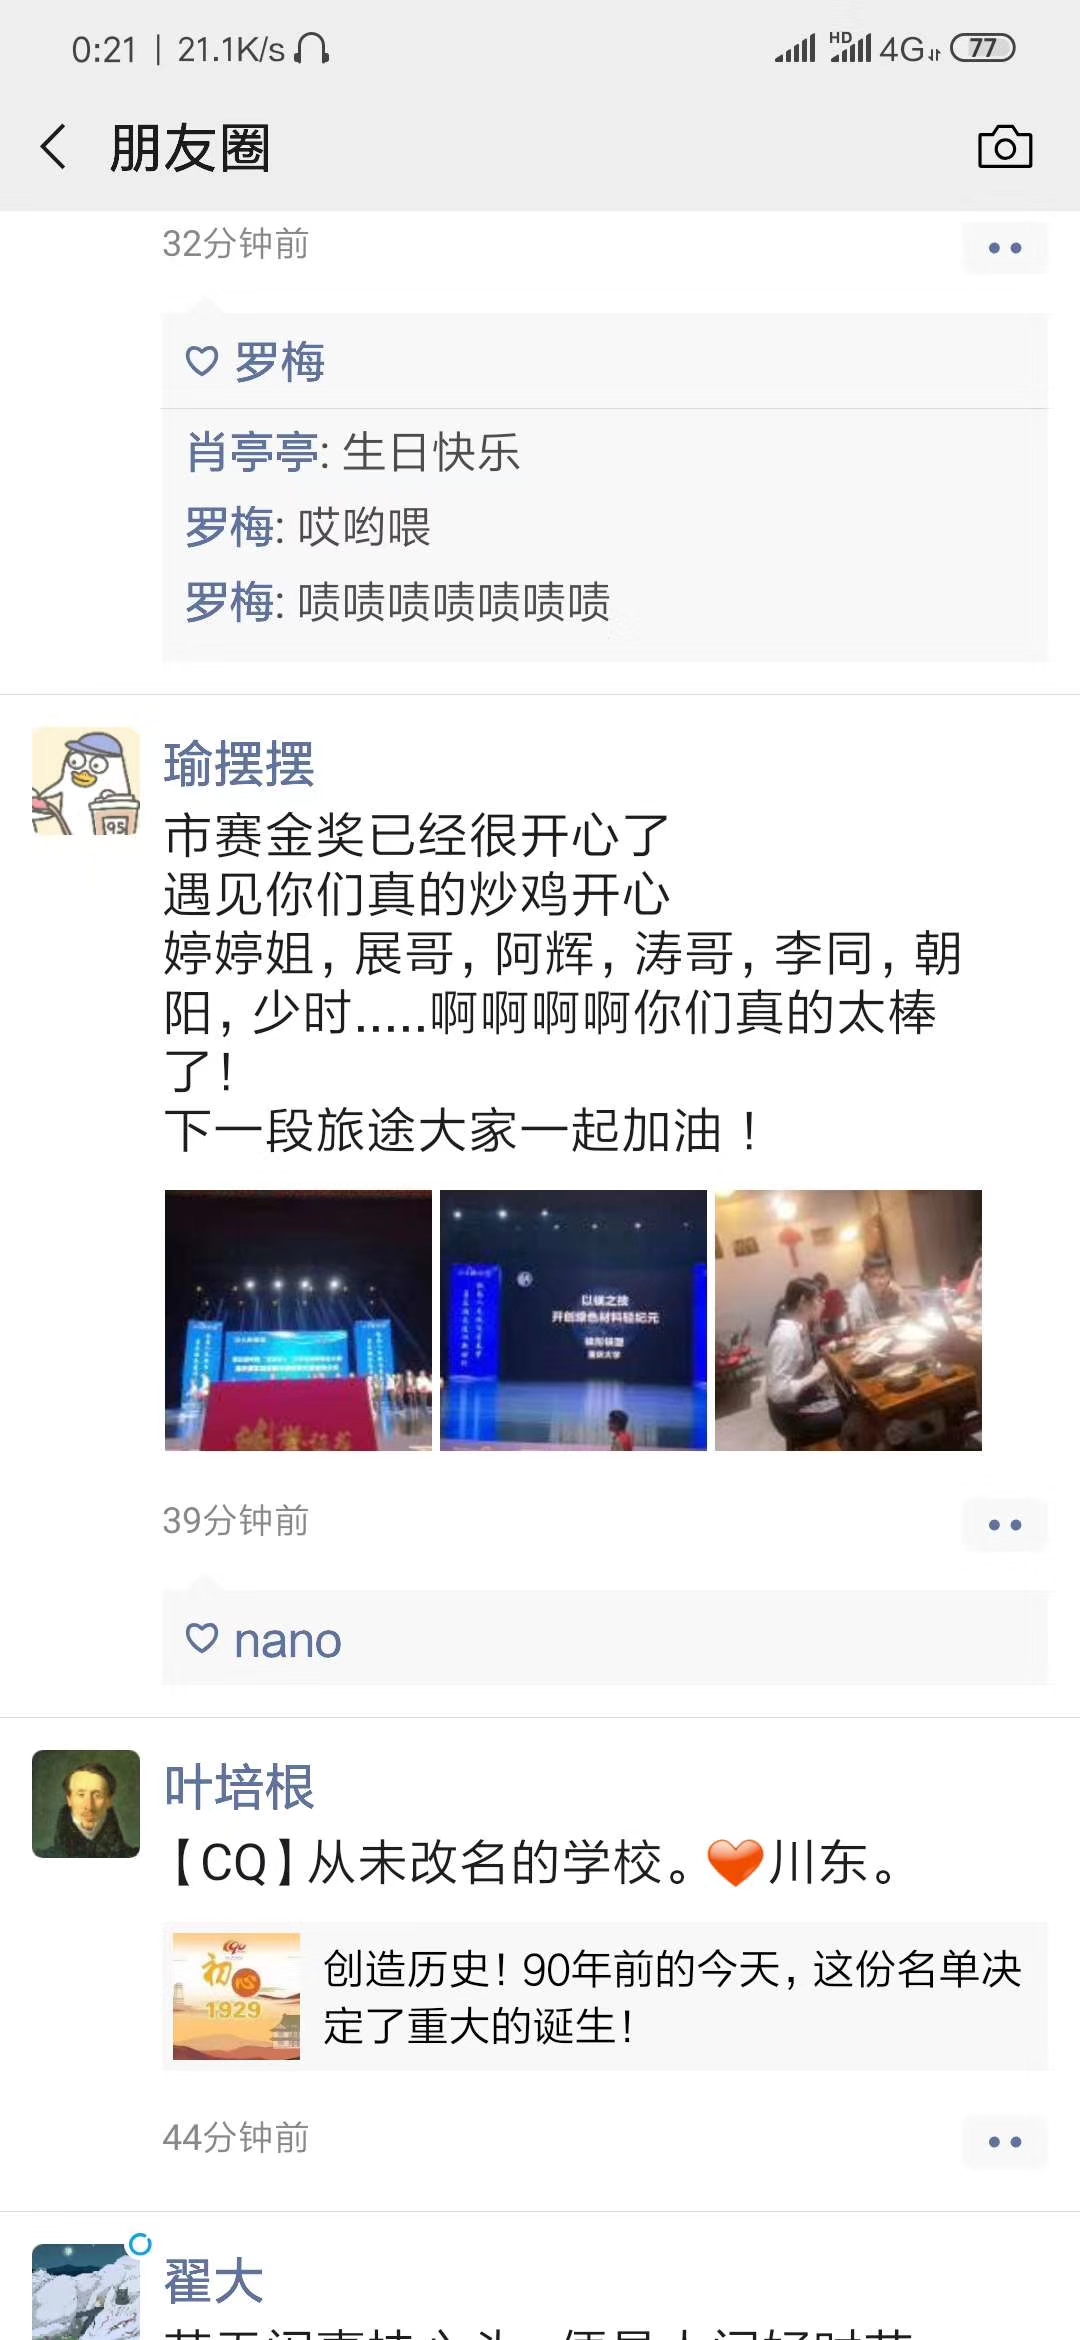 0:21 | 21.1K/s HD 4G 77
朋友圈
32分钟前
罗梅
肖亭亭: 生日快乐
罗梅: 哎哟喂
罗梅: 啧啧啧啧啧啧啧
瑜摆摆
市赛金奖已经很开心了
遇见你们真的炒鸡开心
婷婷姐，展哥，阿辉，涛哥，李同，朝
阳，少时.....啊啊啊啊你们真的太棒
了！
下一段旅途大家一起加油！
以镁之技
开创绿色材料轻纪元
重庆大学
39分钟前
nano
叶培根
【CQ】从未改名的学校。❤川东。
初心
1929
创造历史！90年前的今天，这份名单决
定了重大的诞生！
44分钟前
翟大